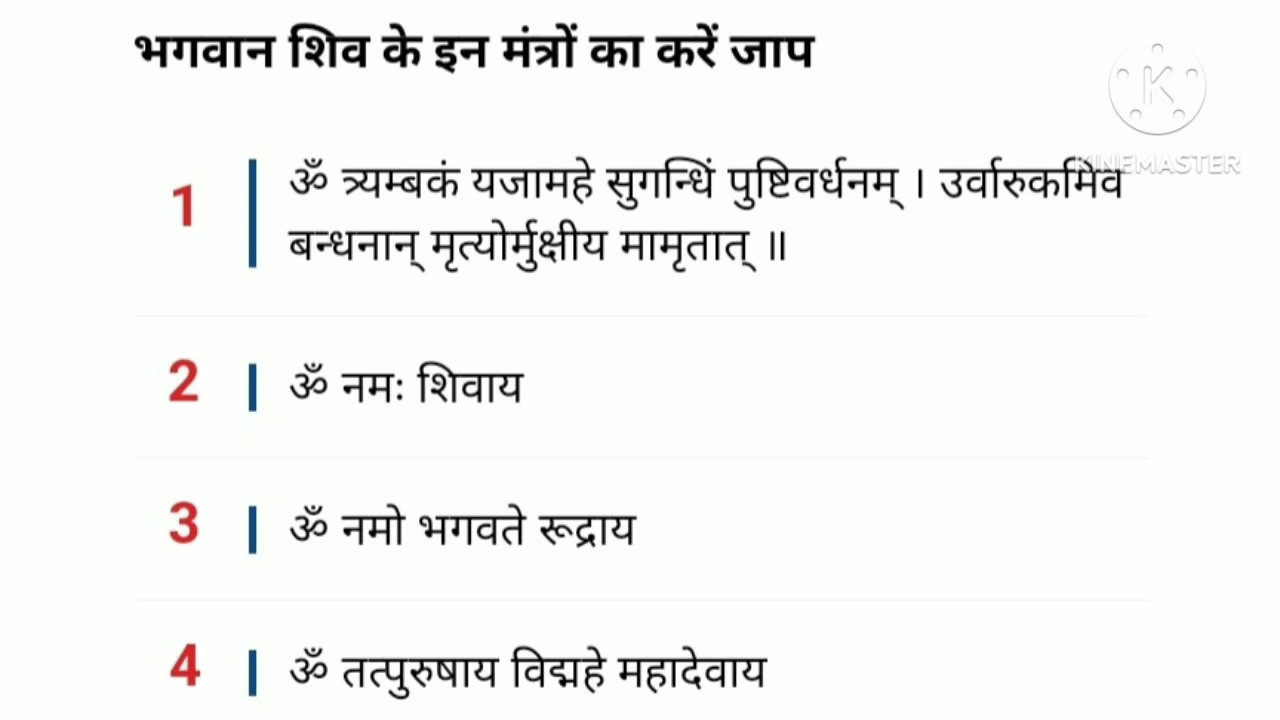 भगवान शिव के इन मंत्रों का करें जाप
KINEMASTER
1 ॐ त्र्यम्बकं यजामहे सुगन्धिं पुष्टिवर्धनम् । उर्वारुकमिव
बन्धनान् मृत्योर्मुक्षीय मामृतात् ॥
2 ॐ नमः शिवाय
3 ॐ नमो भगवते रूद्राय
4 ॐ तत्पुरुषाय विद्महे महादेवाय